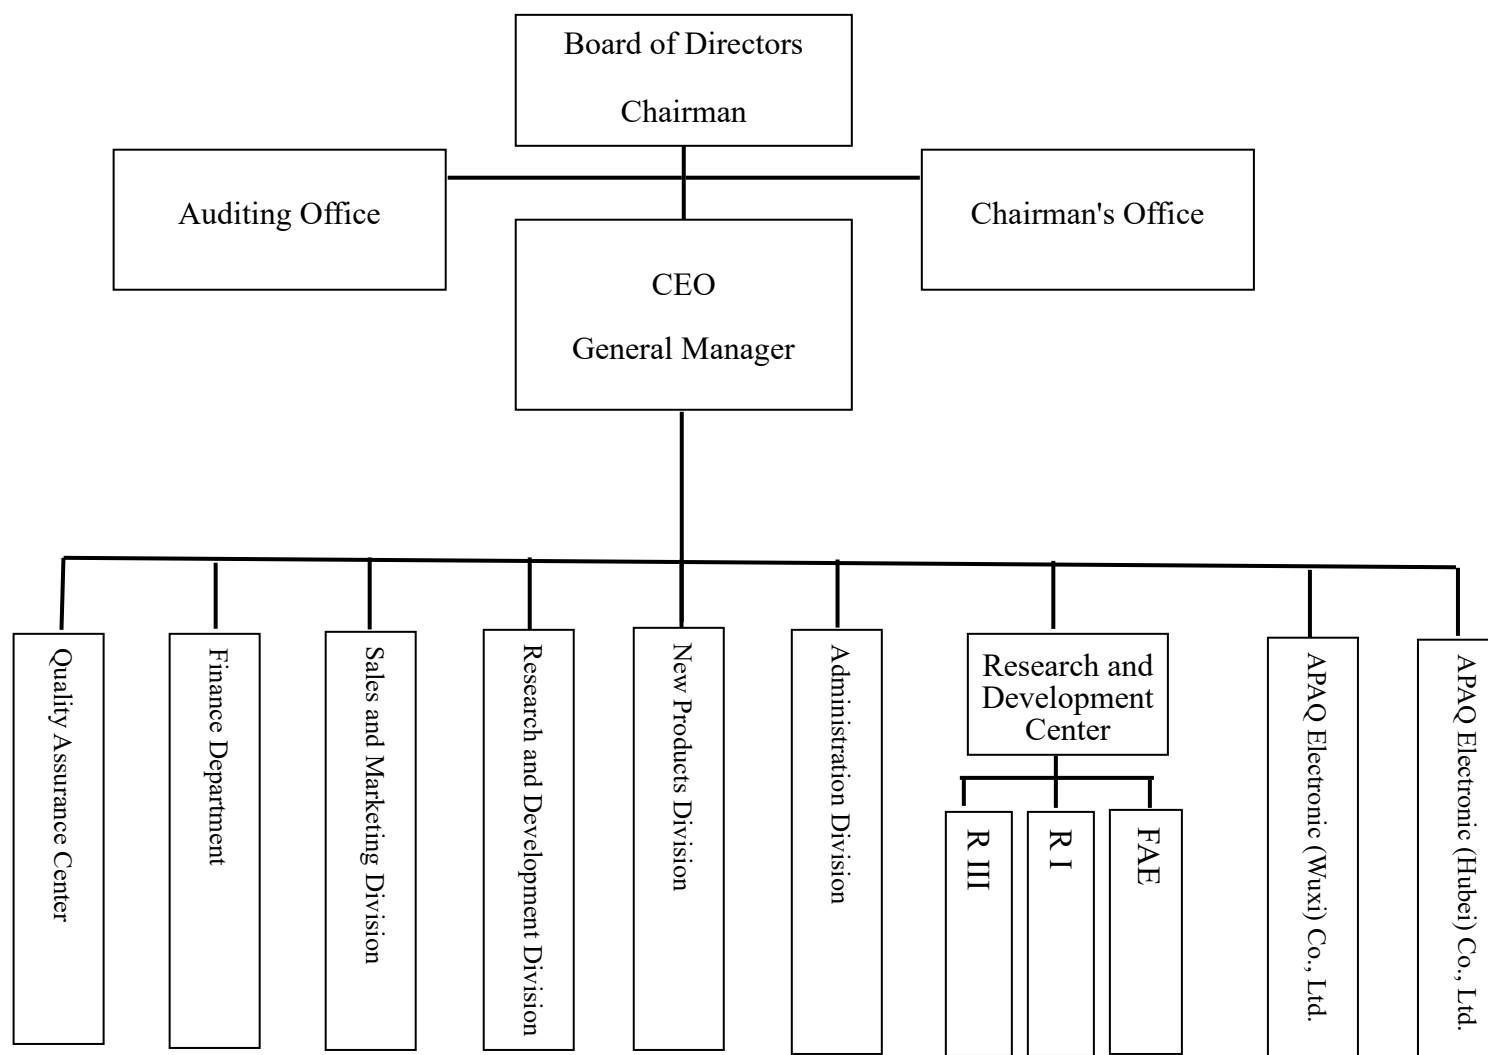 Board of Directors
Chairman
Auditing Office
Chairman's Office
CEO
General Manager
Quality Assurance Center
Finance Department
Sales and Marketing Division
Research and Development Division
New Products Division
Administration Division
Research and
Development
Center
R III
R I
FAE
APAQ Electronic (Wuxi) Co., Ltd.
APAQ Electronic (Hubei) Co., Ltd.